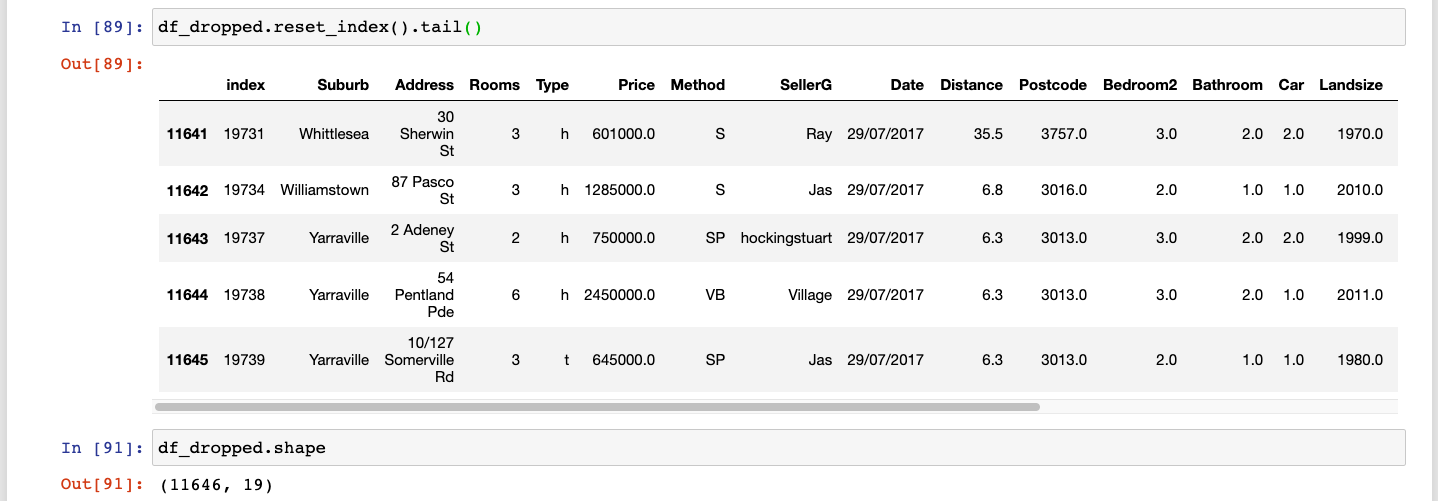 In [89]: df_dropped.reset_index().tail()
Out[89]:
index Suburb Address Rooms Type Price Method SellerG Date Distance Postcode Bedroom2 Bathroom Car Landsize
11641 19731 Whittlesea 30 Sherwin St 3 h 601000.0 S Ray 29/07/2017 35.5 3757.0 3.0 2.0 2.0 1970.0
11642 19734 Williamstown 87 Pasco St 3 h 1285000.0 S Jas 29/07/2017 6.8 3016.0 2.0 1.0 1.0 2010.0
11643 19737 Yarraville 2 Adeney St 2 h 750000.0 SP hockingstuart 29/07/2017 6.3 3013.0 3.0 2.0 2.0 1999.0
11644 19738 Yarraville 54 Pentland Pde 6 h 2450000.0 VB Village 29/07/2017 6.3 3013.0 3.0 2.0 1.0 2011.0
11645 19739 Yarraville 10/127 Somerville Rd 3 t 645000.0 SP Jas 29/07/2017 6.3 3013.0 2.0 1.0 1.0 1980.0
In [91]: df_dropped.shape
Out[91]: (11646, 19)